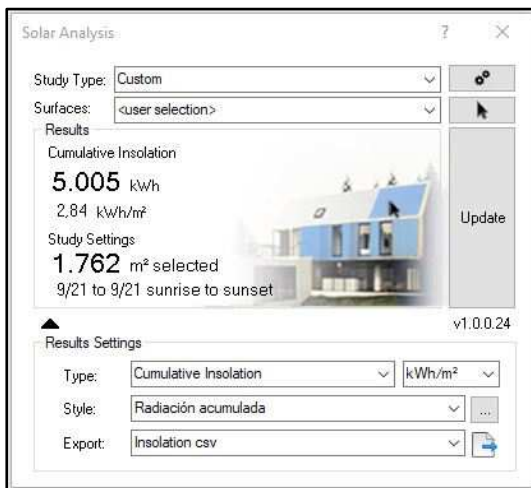 Solar Analysis ? ×
Study Type: Custom
Surfaces: <user selection>
Results
Cumulative Insolation
5.005 kWh
2,84 kWh/m²
Study Settings
1.762 m² selected
9/21 to 9/21 sunrise to sunset
Update
v1.0.0.24
Results Settings
Type: Cumulative Insolation kWh/m²
Style: Radiación acumulada ...
Export: Insolation csv